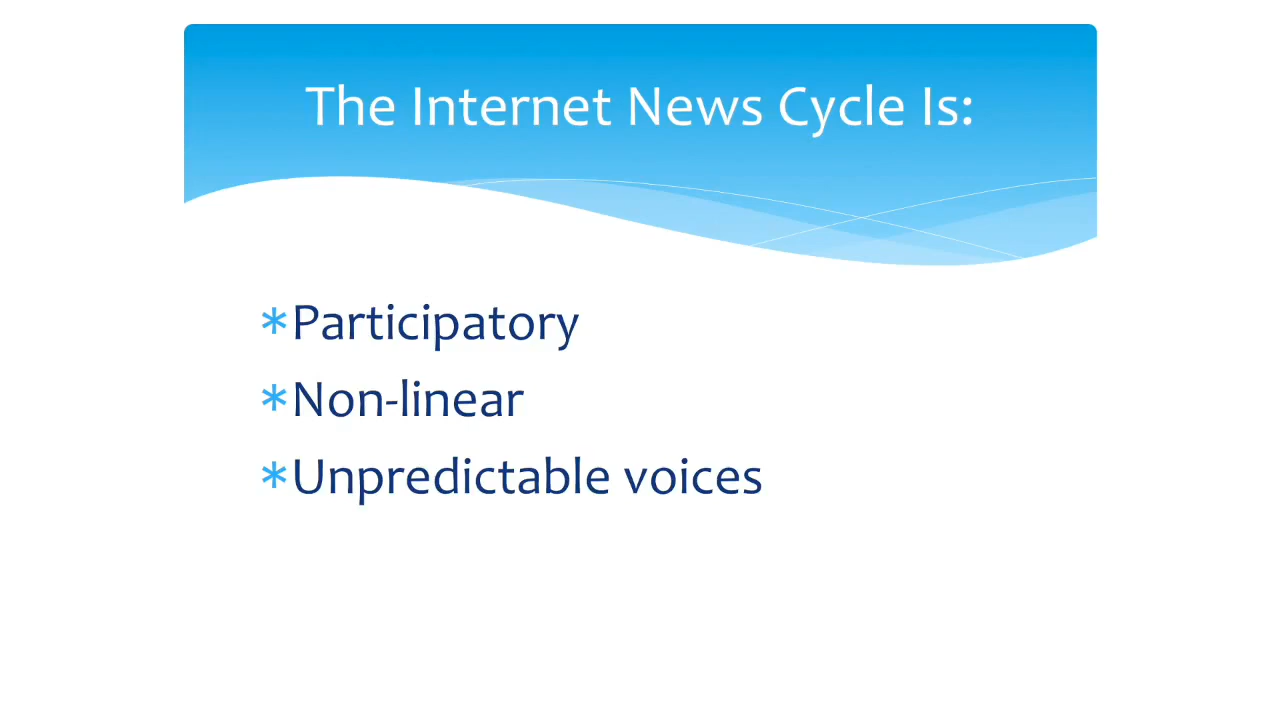 The Internet News Cycle Is:
*Participatory
*Non-linear
*Unpredictable voices